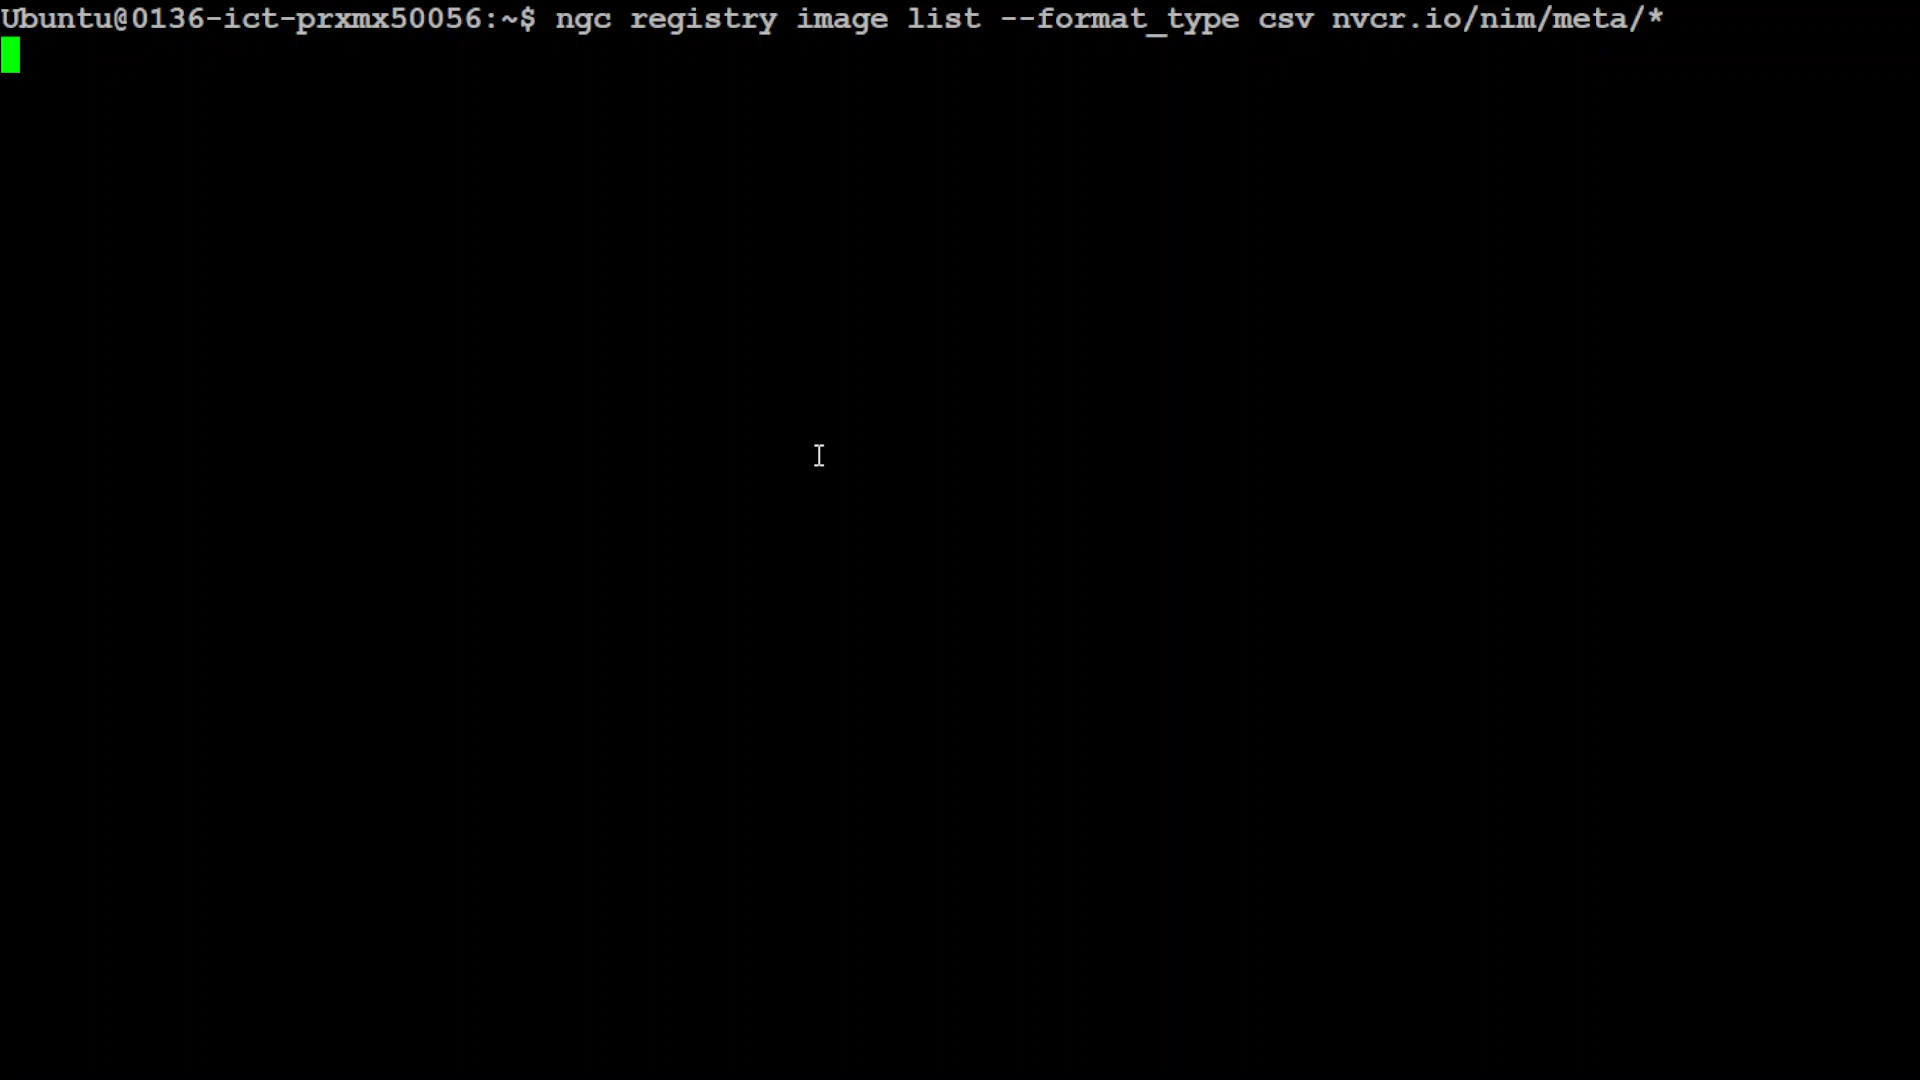 Ubuntu@0136-ict-prxmx50056:~$ ngc registry image list --format_type csv nvcr.io/nim/meta/*